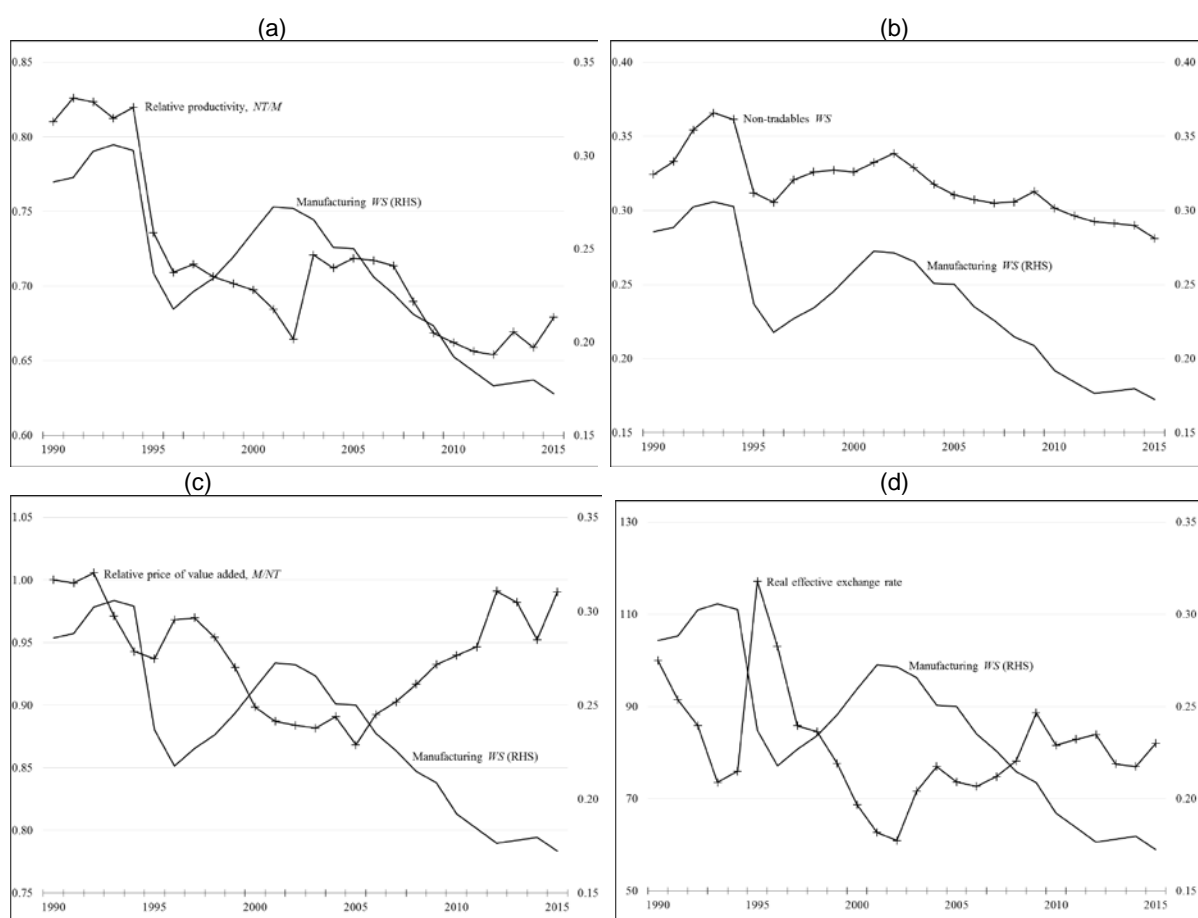 (a)
0.85
0.80
0.75
0.70
0.65
0.60
0.35
0.30
0.25
0.20
0.15
Relative productivity, NT/M
Manufacturing WS (RHS)
1990 1995 2000 2005 2010 2015
(b)
0.40
0.35
0.30
0.25
0.20
0.15
0.40
0.35
0.30
0.25
0.20
0.15
Non-tradables WS
Manufacturing WS (RHS)
1990 1995 2000 2005 2010 2015
(c)
1.05
1.00
0.95
0.90
0.85
0.80
0.75
0.35
0.30
0.25
0.20
0.15
Relative price of value added, M/NT
Manufacturing WS (RHS)
1990 1995 2000 2005 2010 2015
(d)
130
110
90
70
50
0.35
0.30
0.25
0.20
0.15
Real effective exchange rate
Manufacturing WS (RHS)
1990 1995 2000 2005 2010 2015